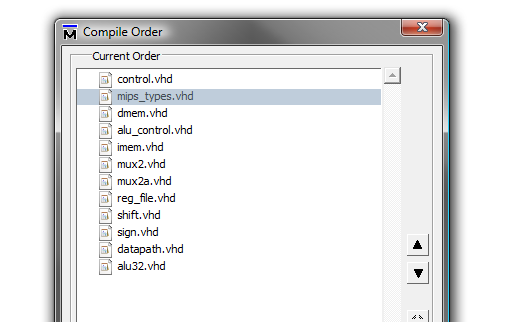 M Compile Order
Current Order
control.vhd
mips_types.vhd
dmem.vhd
alu_control.vhd
imem.vhd
mux2.vhd
mux2a.vhd
reg_file.vhd
shift.vhd
sign.vhd
datapath.vhd
alu32.vhd